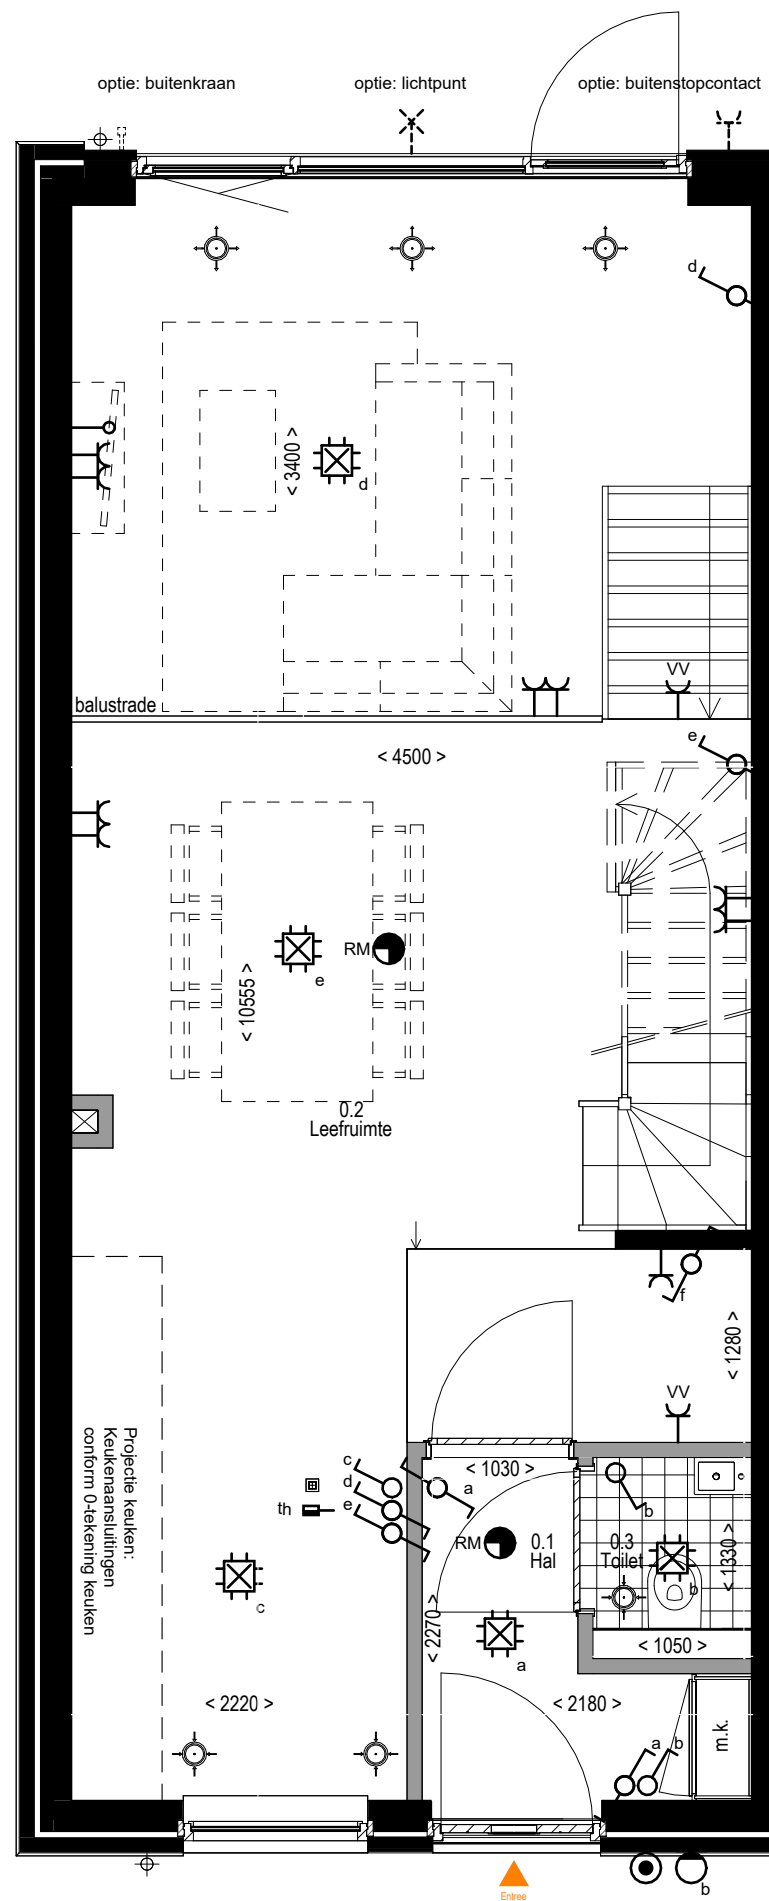 optie: buitenkraan
optie: lichtpunt
optie: buitenstopcontact
d
< 3400 >
d
VV
balustrade
e
< 4500 >
RM
e
< 10555 >
0.2
Leefruimte
f
< 1280 >
VV
Projectie keuken:
Keukenaansluitingen
conform 0-tekening keuken
c
d
e
a
< 1030 >
th
b
RM
0.1
Hal
0.3
Toilet
< 1330 >
b
c
< 2270 >
a
< 1050 >
< 2220 >
< 2180 >
m.k.
a
b
b
Entree